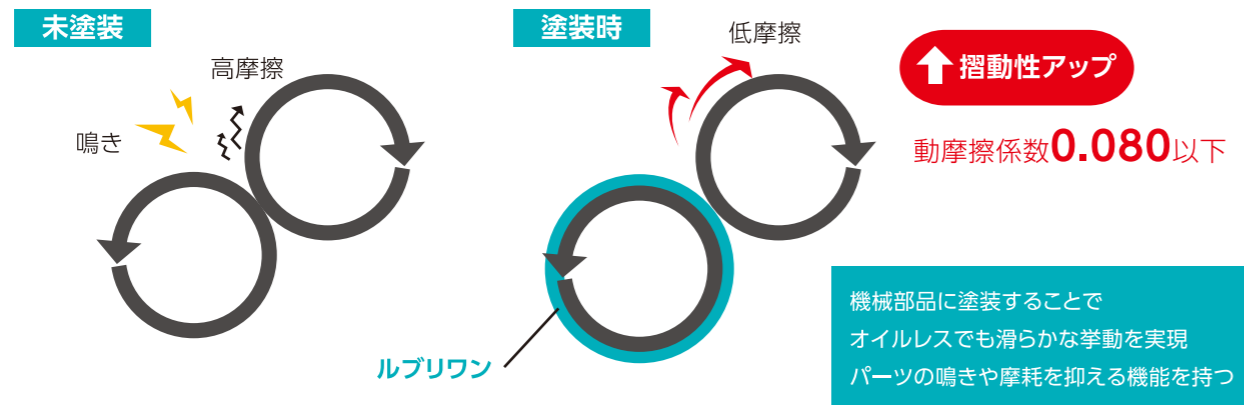 未塗装
高摩擦
鳴き
塗装時
低摩擦
ルブリワン
摺動性アップ
動摩擦係数0.080以下
機械部品に塗装することで
オイルレスでも滑らかな挙動を実現
パーツの鳴きや摩耗を抑える機能を持つ